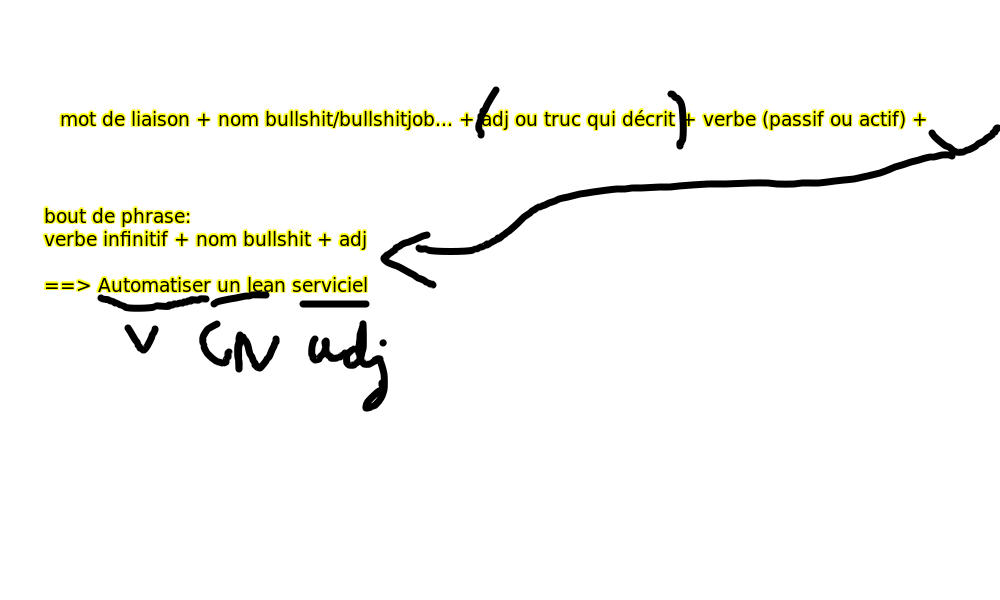 mot de liaison + nom bullshit/bullshitjob... + (adj ou truc qui décrit) + verbe (passif ou actif) +
bout de phrase:
verbe infinitif + nom bullshit + adj
==> Automatiser un lean serviciel
V GN adj